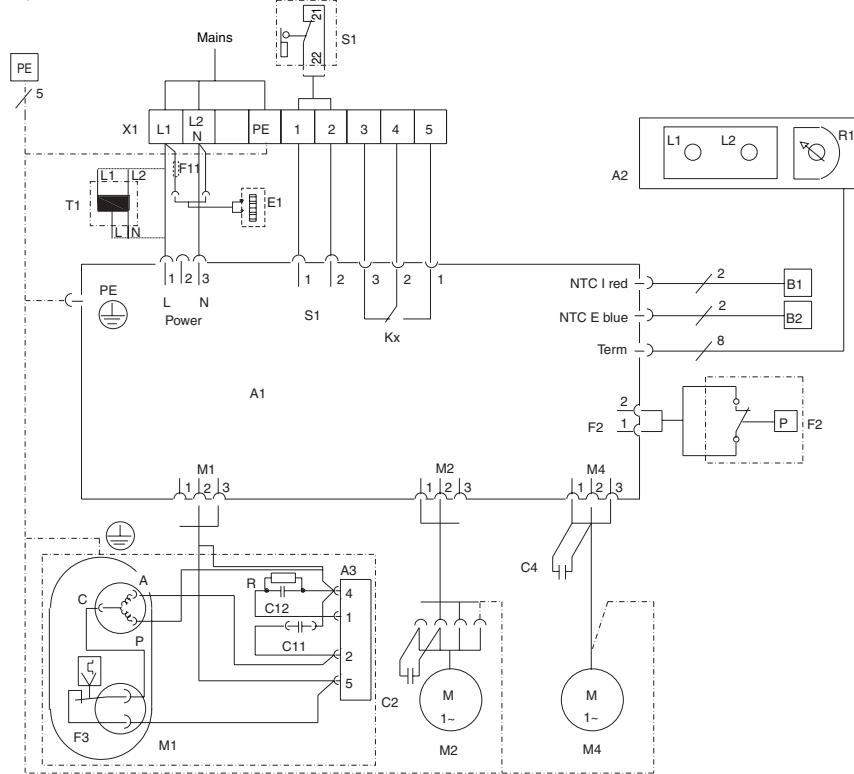 21
Mains
S1
22
PE
5
X1
L1
L2
N
PE
1
2
3
4
5
L1
L2
R1
A2
F11
L1
L2
T1
E1
L
N
1
2
3
1
2
3
2
1
PE
L
N
Power
S1
Kx
NTC I red
2
B1
NTC E blue
2
B2
Term
8
A1
2
1
F2
P
F2
M1
1
2
3
M2
1
2
3
M4
1
2
3
A3
C4
A
R
4
C
C12
1
P
C11
2
5
C2
M
1~
M
1~
F3
M1
M2
M4